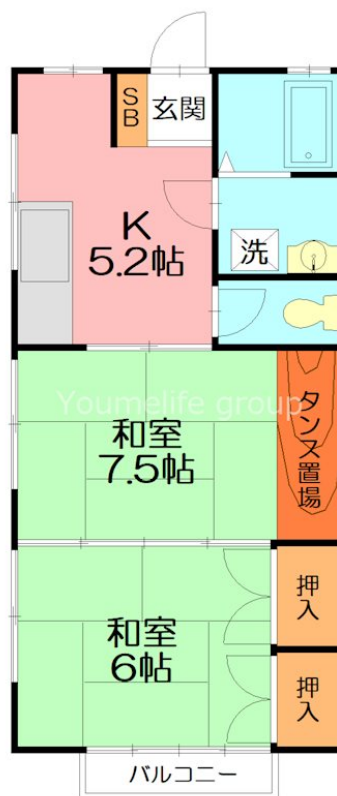 SB
玄関
K
5.2帖
洗
Youmelife group
和室
7.5帖
タンス置場
和室
6帖
押入
押入
バルコニー